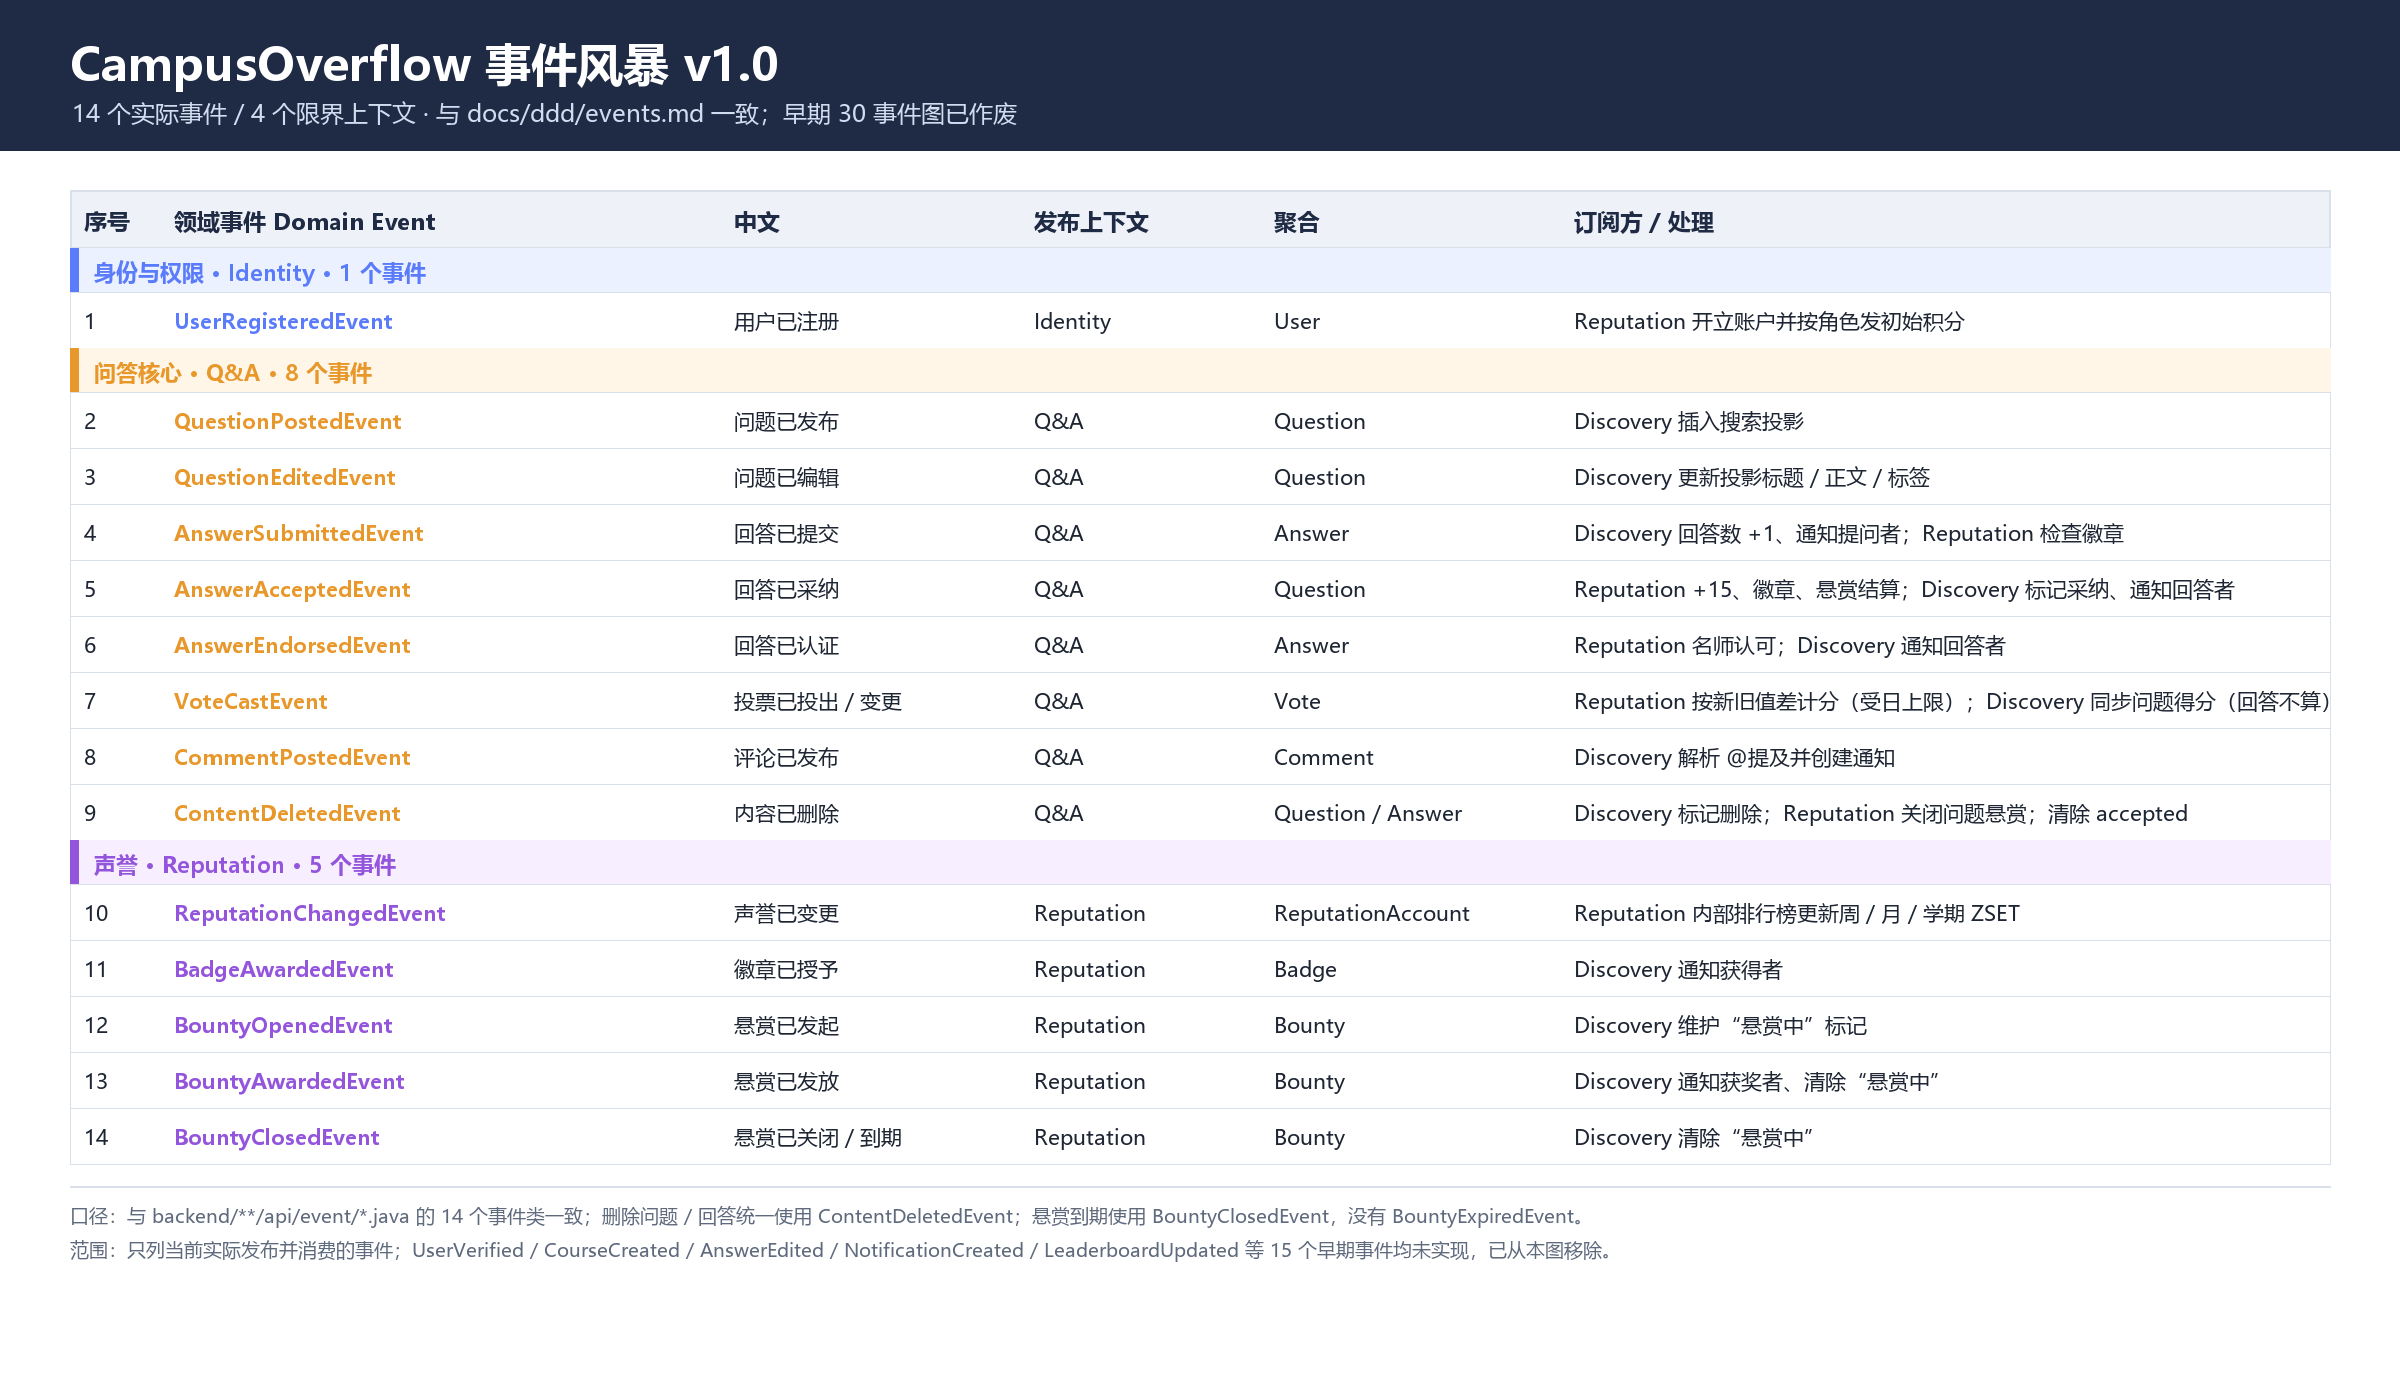 CampusOverflow 事件风暴 v1.0
14 个实际事件 / 4 个限界上下文 · 与 docs/ddd/events.md 一致；早期 30 事件图已作废
序号 领域事件 Domain Event 中文 发布上下文 聚合 订阅方 / 处理
身份与权限 • Identity • 1 个事件
1 UserRegisteredEvent 用户已注册 Identity User Reputation 开立账户并按角色发初始积分
问答核心 • Q&A • 8 个事件
2 QuestionPostedEvent 问题已发布 Q&A Question Discovery 插入搜索投影
3 QuestionEditedEvent 问题已编辑 Q&A Question Discovery 更新投影标题 / 正文 / 标签
4 AnswerSubmittedEvent 回答已提交 Q&A Answer Discovery 回答数 +1、通知提问者；Reputation 检查徽章
5 AnswerAcceptedEvent 回答已采纳 Q&A Question Reputation +15、徽章、悬赏结算；Discovery 标记采纳、通知回答者
6 AnswerEndorsedEvent 回答已认证 Q&A Answer Reputation 名师认可；Discovery 通知回答者
7 VoteCastEvent 投票已投出 / 变更 Q&A Vote Reputation 按新旧值差计分（受日上限）；Discovery 同步问题得分（回答不算）
8 CommentPostedEvent 评论已发布 Q&A Comment Discovery 解析 @提及并创建通知
9 ContentDeletedEvent 内容已删除 Q&A Question / Answer Discovery 标记删除；Reputation 关闭问题悬赏；清除 accepted
声誉 • Reputation • 5 个事件
10 ReputationChangedEvent 声誉已变更 Reputation ReputationAccount Reputation 内部排行榜更新周 / 月 / 学期 ZSET
11 BadgeAwardedEvent 徽章已授予 Reputation Badge Discovery 通知获得者
12 BountyOpenedEvent 悬赏已发起 Reputation Bounty Discovery 维护“悬赏中”标记
13 BountyAwardedEvent 悬赏已发放 Reputation Bounty Discovery 通知获奖者、清除“悬赏中”
14 BountyClosedEvent 悬赏已关闭 / 到期 Reputation Bounty Discovery 清除“悬赏中”
口径：与 backend/**/api/event/*.java 的 14 个事件类一致；删除问题 / 回答统一使用 ContentDeletedEvent；悬赏到期使用 BountyClosedEvent，没有 BountyExpiredEvent。
范围：只列当前实际发布并消费的事件；UserVerified / CourseCreated / AnswerEdited / NotificationCreated / LeaderboardUpdated 等 15 个早期事件均未实现，已从本图移除。